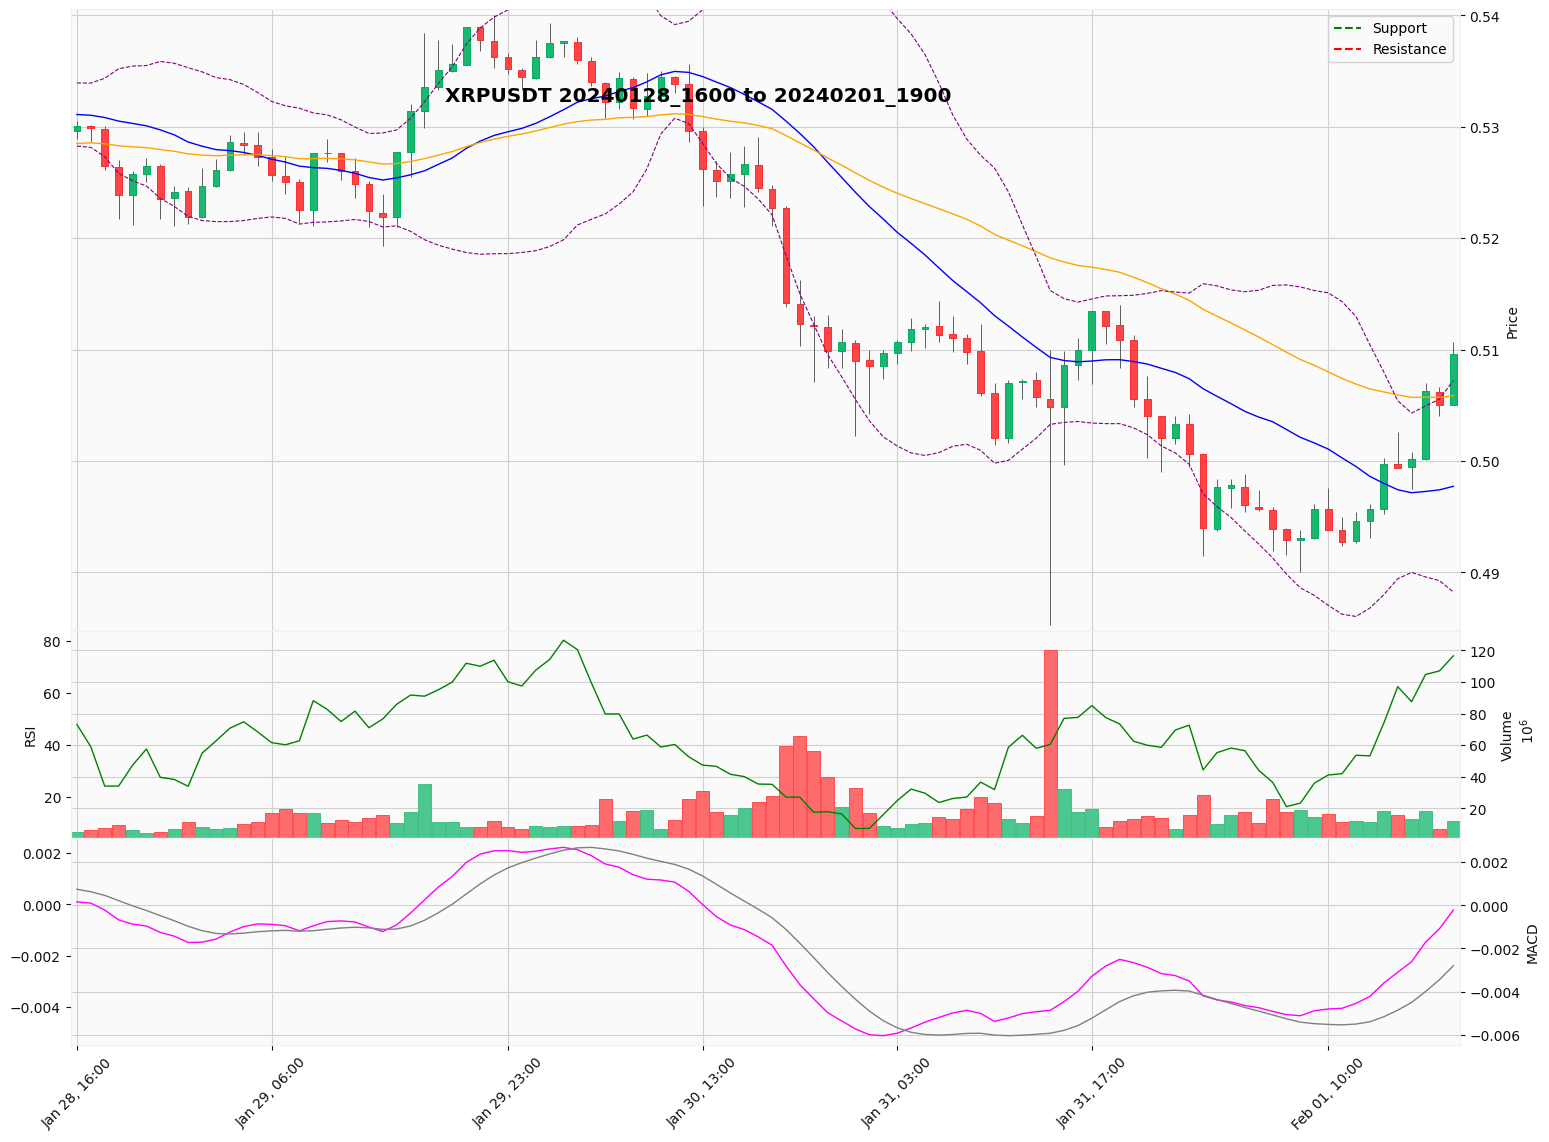 Support
Resistance
XRPUSDT 20240128_1600 to 20240201_1900
0.54
0.53
0.52
0.51
0.50
0.49
Price
80
60
40
20
RSI
120
100
80
60
40
20
Volume
10^6
0.002
0.000
−0.002
−0.004
0.002
0.000
−0.002
−0.004
−0.006
MACD
Jan 28, 16:00
Jan 29, 06:00
Jan 29, 23:00
Jan 30, 13:00
Jan 31, 03:00
Jan 31, 17:00
Feb 01, 10:00